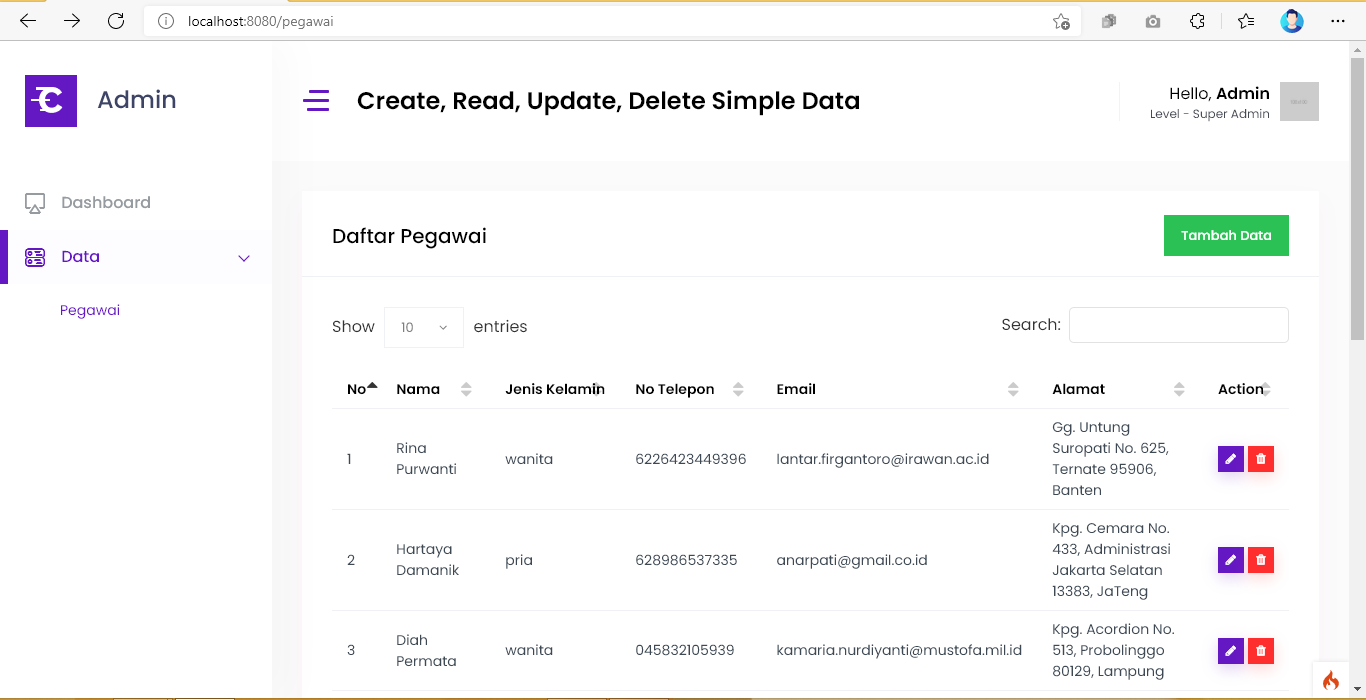 localhost:8080/pegawai
Admin
Create, Read, Update, Delete Simple Data
Hello, Admin
Level - Super Admin
Dashboard
Data
Pegawai
Daftar Pegawai
Tambah Data
Show 10 entries
Search:
No Nama Jenis Kelamin No Telepon Email Alamat Action
1 Rina Purwanti wanita 6226423449396 lantar.firgantoro@irawan.ac.id Gg. Untung
Suropati No. 625,
Ternate 95906,
Banten
2 Hartaya Damanik pria 628986537335 anarpati@gmail.co.id Kpg. Cemara No.
433, Administrasi
Jakarta Selatan
13383, JaTeng
3 Diah Permata wanita 045832105939 kamaria.nurdiyanti@mustofa.mil.id Kpg. Acordion No.
513, Probolinggo
80129, Lampung